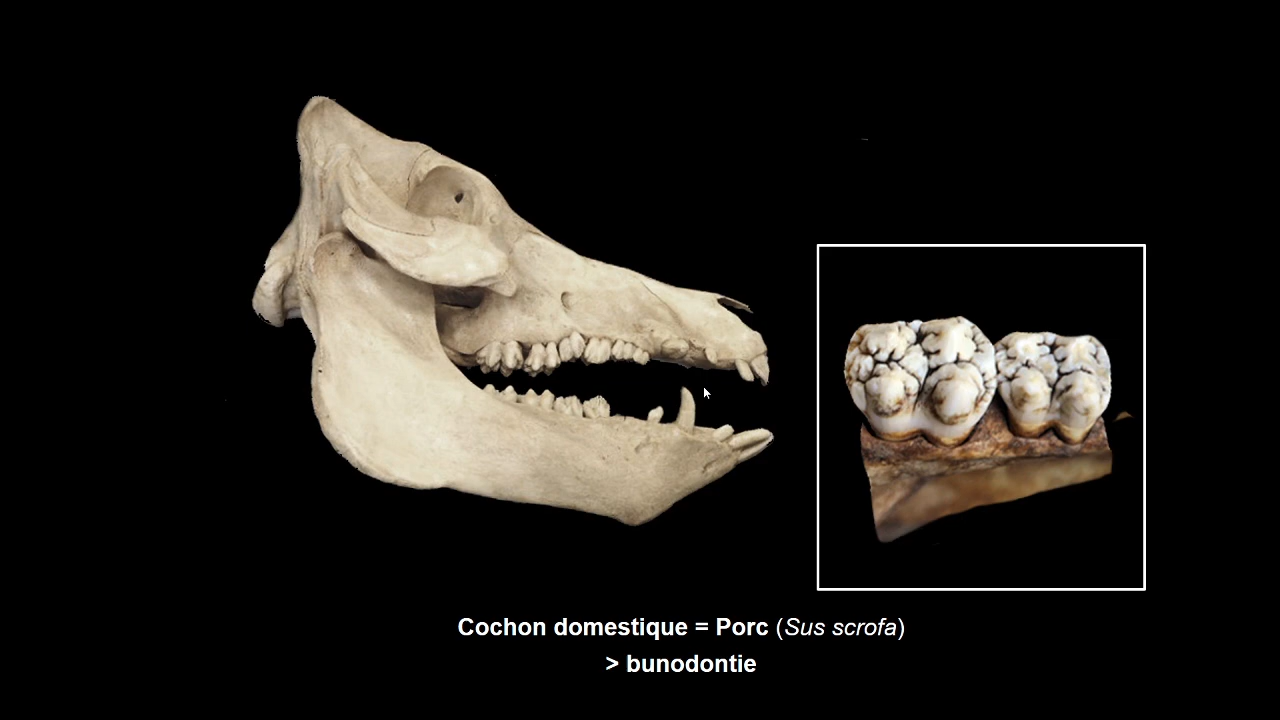 Cochon domestique = Porc (Sus scrofa)
> bunodontie